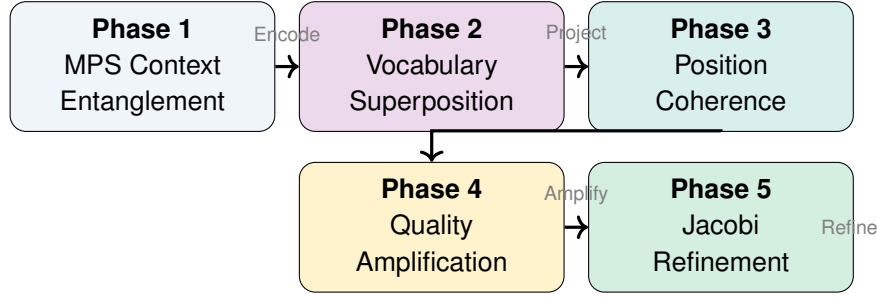 Phase 1
MPS Context
Entanglement
Encode
Phase 2
Vocabulary
Superposition
Project
Phase 3
Position
Coherence
Phase 4
Quality
Amplification
Amplify
Phase 5
Jacobi
Refinement
Refine